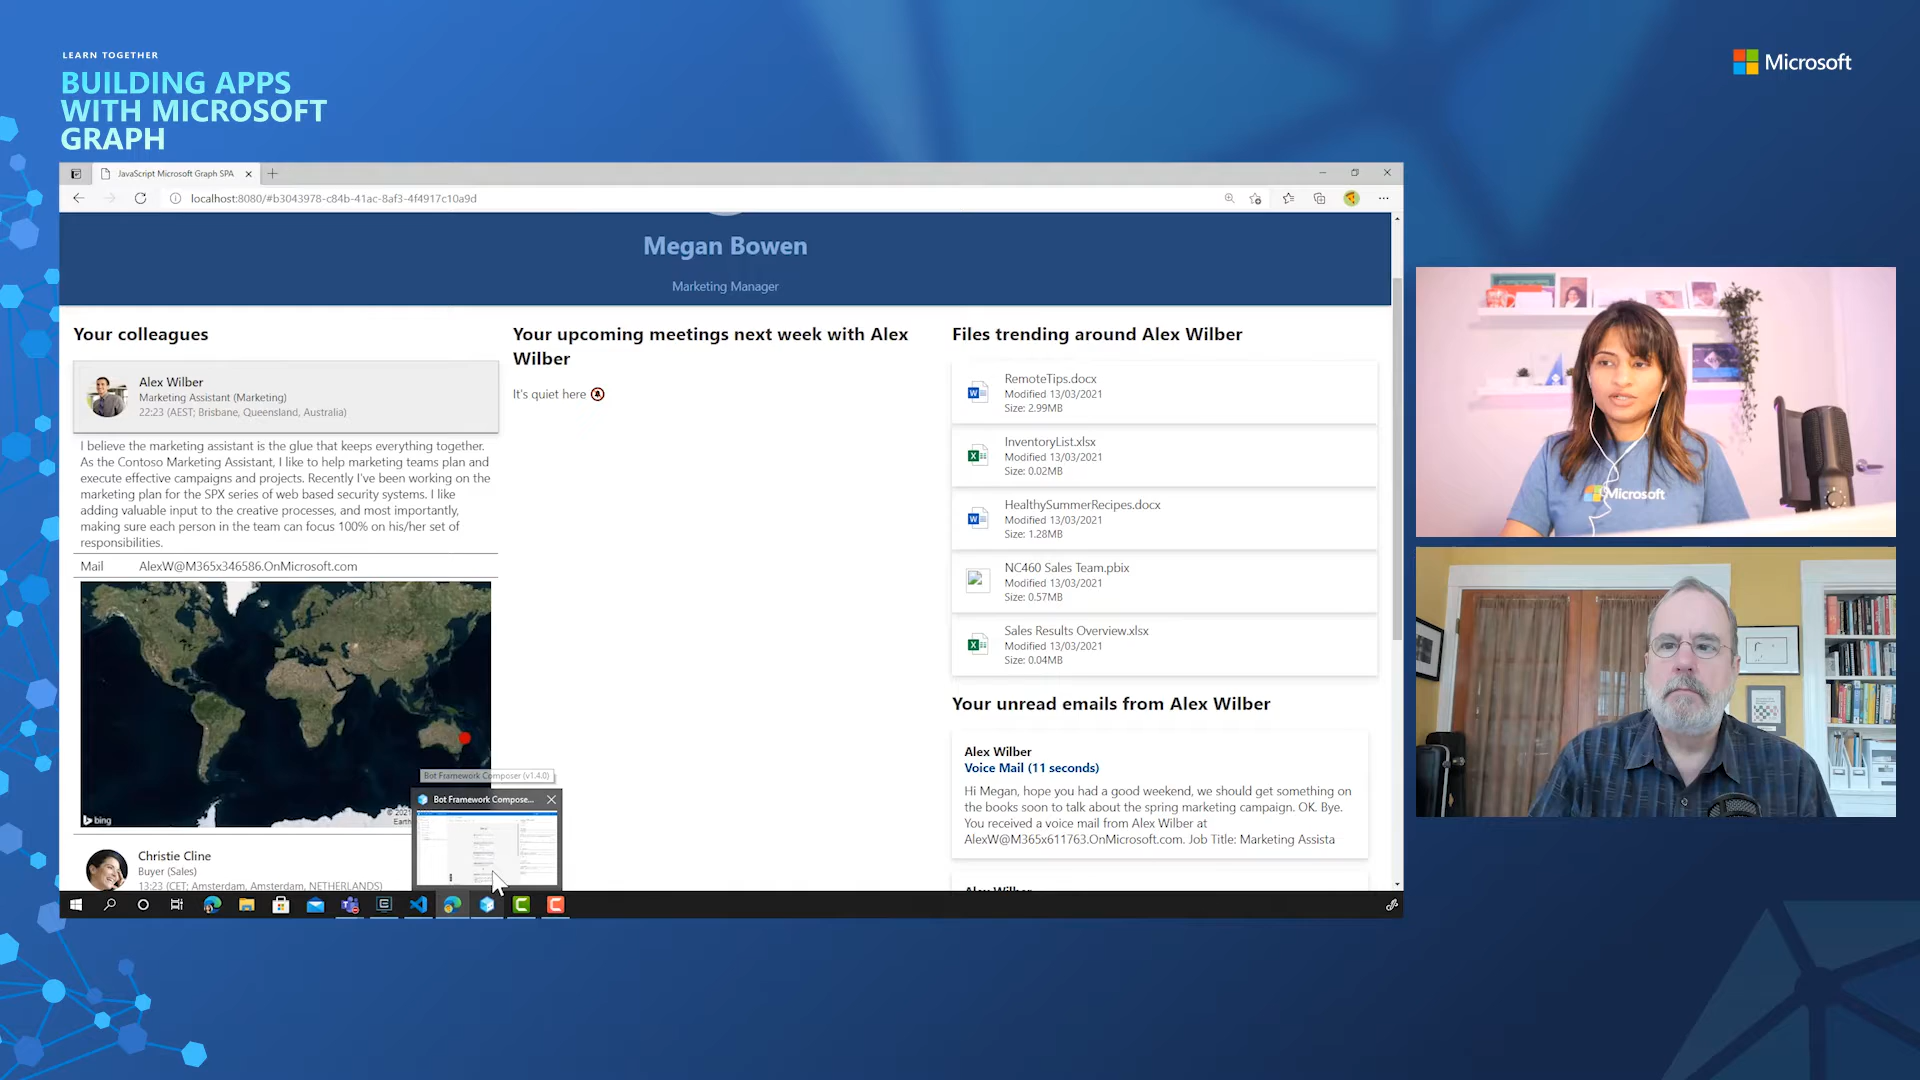 LEARN TOGETHER
BUILDING APPS
WITH MICROSOFT
GRAPH
Microsoft
JavaScript Microsoft Graph SPA
localhost:8080/#b3043978-c84b-41ac-8af3-4f4917c10a9d
Megan Bowen
Marketing Manager
Your colleagues
Alex Wilber
Marketing Assistant (Marketing)
22:23 (AEST; Brisbane, Queensland, Australia)
I believe the marketing assistant is the glue that keeps everything together.
As the Contoso Marketing Assistant, I like to help marketing teams plan and
execute effective campaigns and projects. Recently I've been working on the
marketing plan for the SPX series of web based security systems. I like
adding valuable input to the creative processes, and most importantly,
making sure each person in the team can focus 100% on his/her set of
responsibilities.
Mail AlexW@M365x346586.OnMicrosoft.com
bing
© 2021
Earth
Bot Framework Composer (v1.4.0)
Bot Framework Compose...
Christie Cline
Buyer (Sales)
13:23 (CET; Amsterdam, Amsterdam, NETHERLANDS)
Your upcoming meetings next week with Alex
Wilber
It's quiet here
Files trending around Alex Wilber
RemoteTips.docx
Modified 13/03/2021
Size: 2.99MB
InventoryList.xlsx
Modified 13/03/2021
Size: 0.02MB
HealthySummerRecipes.docx
Modified 13/03/2021
Size: 1.28MB
NC460 Sales Team.pbix
Modified 13/03/2021
Size: 0.57MB
Sales Results Overview.xlsx
Modified 13/03/2021
Size: 0.04MB
Your unread emails from Alex Wilber
Alex Wilber
Voice Mail (11 seconds)
Hi Megan, hope you had a good weekend, we should get something on
the books soon to talk about the spring marketing campaign. OK. Bye.
You received a voice mail from Alex Wilber at
AlexW@M365x611763.OnMicrosoft.com. Job Title: Marketing Assista
Alex Wilber
Microsoft